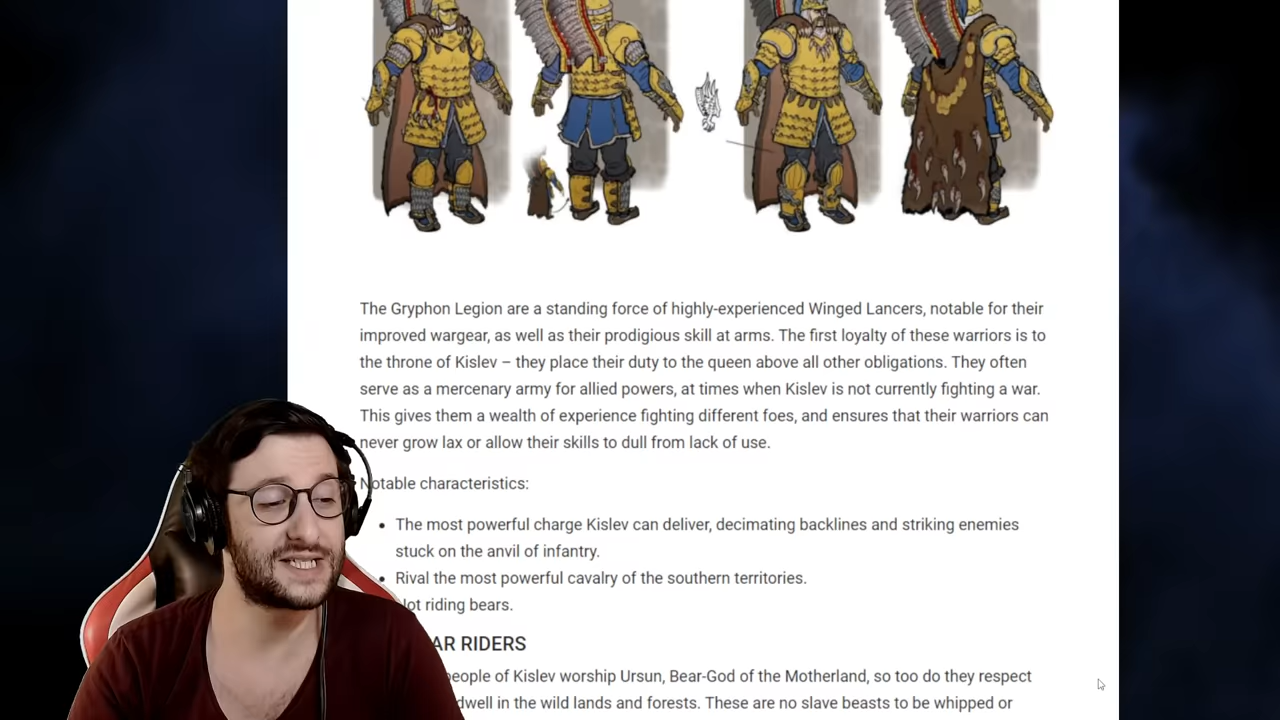 The Gryphon Legion are a standing force of highly-experienced Winged Lancers, notable for their
improved wargear, as well as their prodigious skill at arms. The first loyalty of these warriors is to
the throne of Kislev – they place their duty to the queen above all other obligations. They often
serve as a mercenary army for allied powers, at times when Kislev is not currently fighting a war.
This gives them a wealth of experience fighting different foes, and ensures that their warriors can
never grow lax or allow their skills to dull from lack of use.
Notable characteristics:
• The most powerful charge Kislev can deliver, decimating backlines and striking enemies
stuck on the anvil of infantry.
• Rival the most powerful cavalry of the southern territories.
• Not riding bears.
AR RIDERS
people of Kislev worship Ursun, Bear-God of the Motherland, so too do they respect
dwell in the wild lands and forests. These are no slave beasts to be whipped or